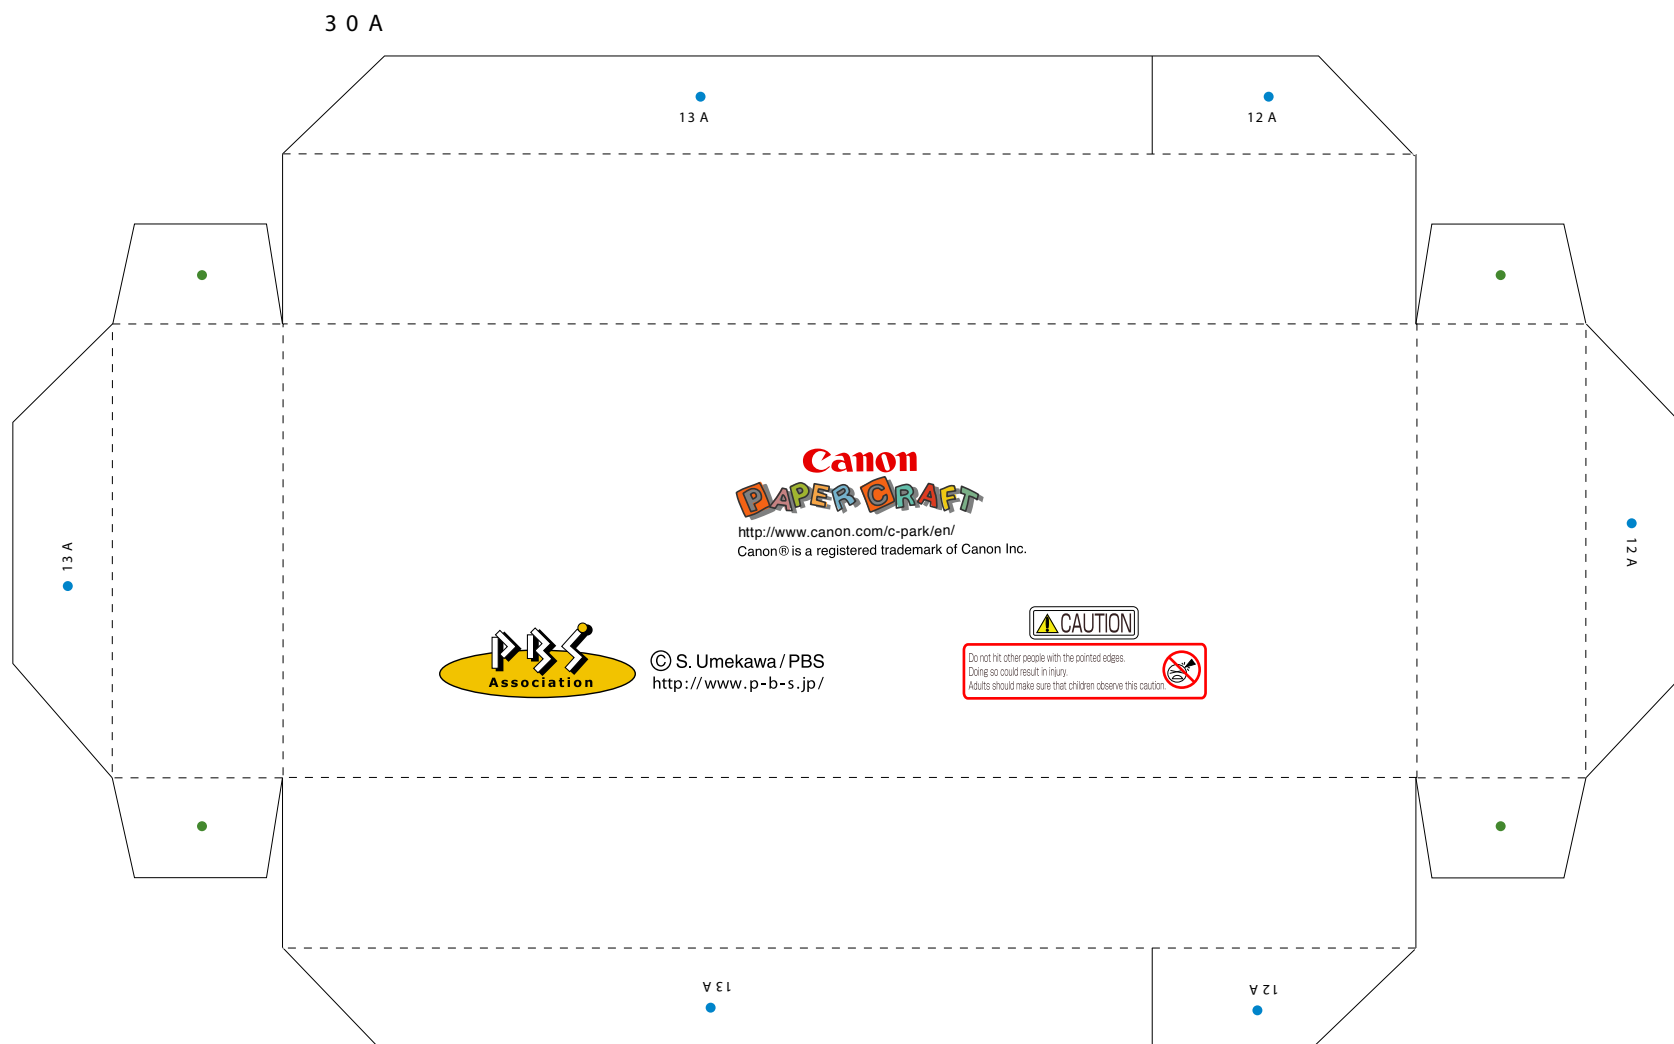 30A
13A
12A
Canon
PAPER CRAFT
http://www.canon.com/c-park/en/
Canon® is a registered trademark of Canon Inc.
13A
12A
CAUTION
Do not hit other people with the pointed edges.
Doing so could result in injury.
Adults should make sure that children observe this caution.
PBS
Association
© S. Umekawa / PBS
http://www.p-b-s.jp/
13A
12A